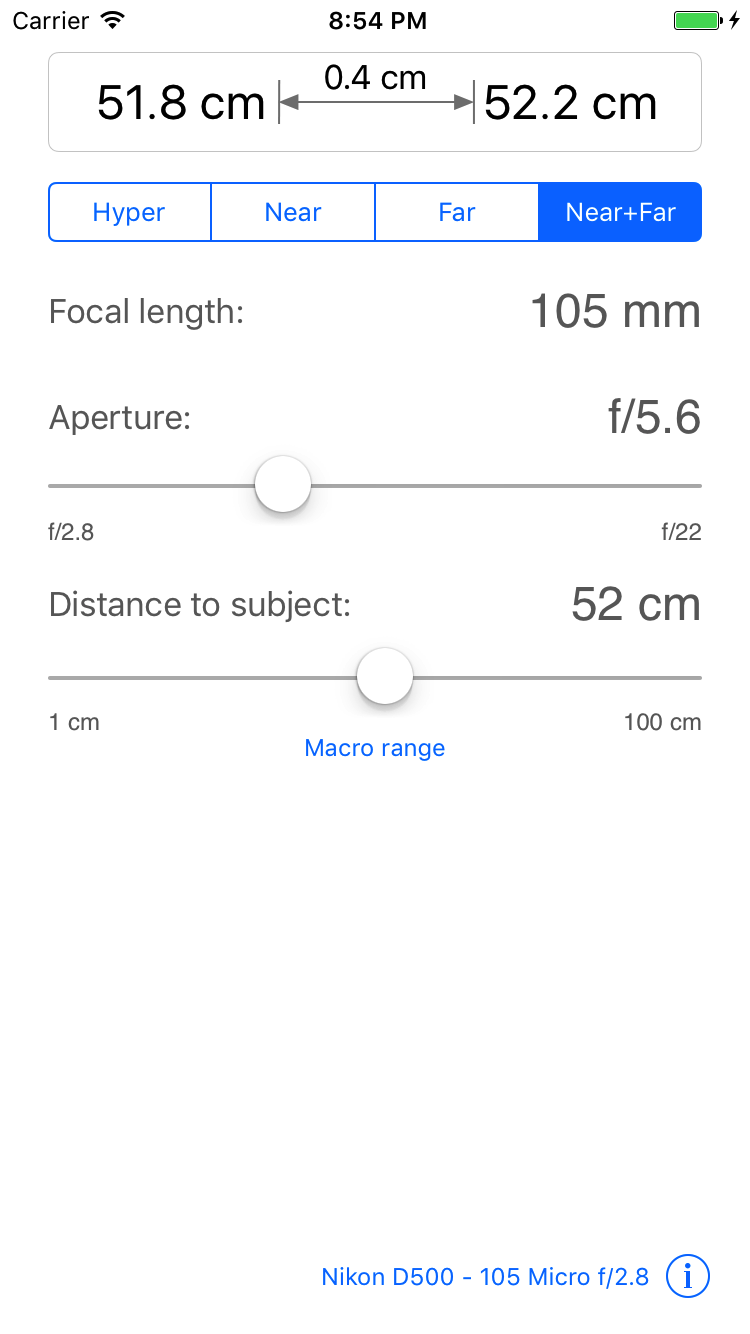 Carrier 8:54 PM
0.4 cm
51.8 cm 52.2 cm
Hyper Near Far Near+Far
Focal length: 105 mm
Aperture: f/5.6
f/2.8 f/22
Distance to subject: 52 cm
1 cm 100 cm
Macro range
Nikon D500 - 105 Micro f/2.8 i